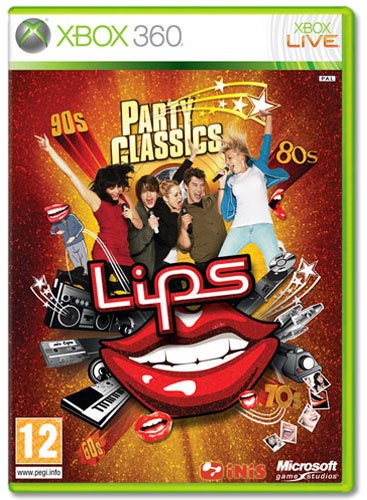 XBOX 360
XBOX
LIVE
PAL
PARTY
CLASSICS
90s
80s
Lips
70s
60s
12
www.pegi.info
iNiS
Microsoft
game studios